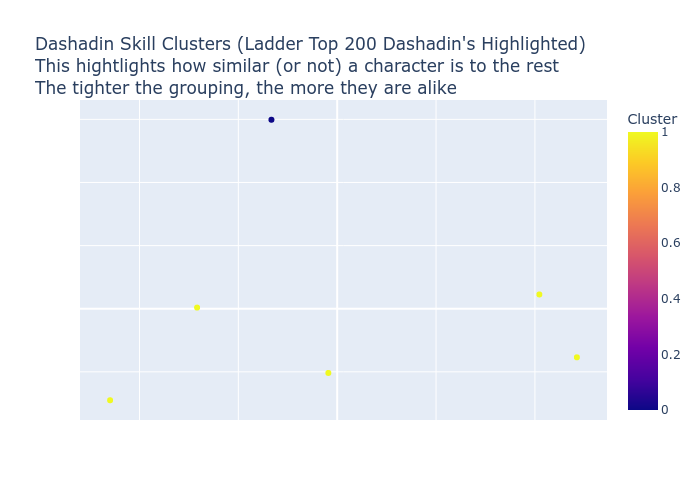 Dashadin Skill Clusters (Ladder Top 200 Dashadin's Highlighted)
This hightlights how similar (or not) a character is to the rest
The tighter the grouping, the more they are alike
Cluster
1
0.8
0.6
0.4
0.2
0